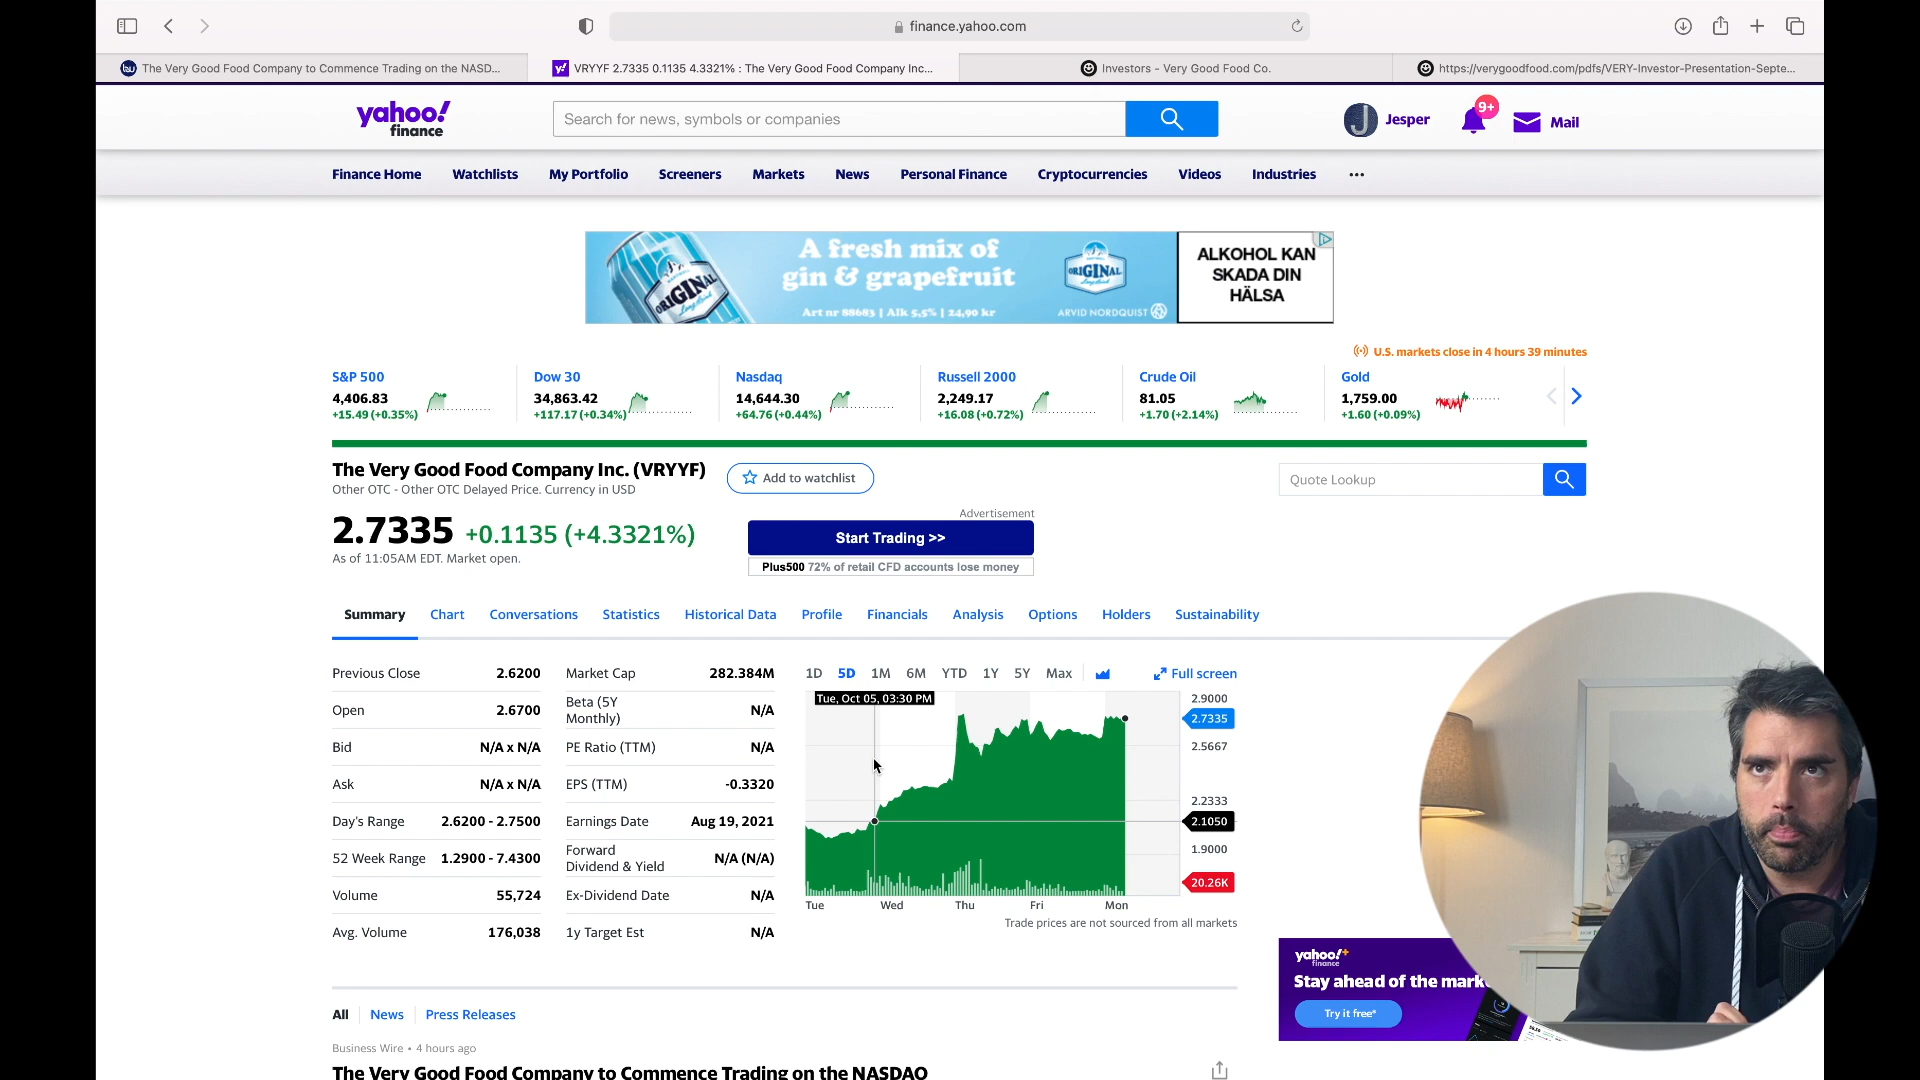 finance.yahoo.com
The Very Good Food Company to Commence Trading on the NASD...
VRYYF 2.7335 0.1135 4.3321% : The Very Good Food Company Inc...
Investors - Very Good Food Co.
https://verygoodfood.com/pdfs/VERY-Investor-Presentation-Septe...
yahoo!
finance
Search for news, symbols or companies
J
Jesper
9+
Mail
Finance Home
Watchlists
My Portfolio
Screeners
Markets
News
Personal Finance
Cryptocurrencies
Videos
Industries
...
A fresh mix of
gin & grapefruit
Art nr 88683 | Alk 5,5% | 24,90 kr
ORIGINAL
Long Drink
ORIGINAL
ARVID NORDQUIST
ALKOHOL KAN
SKADA DIN
HÄLSA
U.S. markets close in 4 hours 39 minutes
S&P 500
4,406.83
+15.49 (+0.35%)
Dow 30
34,863.42
+117.17 (+0.34%)
Nasdaq
14,644.30
+64.76 (+0.44%)
Russell 2000
2,249.17
+16.08 (+0.72%)
Crude Oil
81.05
+1.70 (+2.14%)
Gold
1,759.00
+1.60 (+0.09%)
The Very Good Food Company Inc. (VRYYF)
Other OTC - Other OTC Delayed Price. Currency in USD
Add to watchlist
Quote Lookup
2.7335 +0.1135 (+4.3321%)
As of 11:05AM EDT. Market open.
Advertisement
Start Trading >>
Plus500 72% of retail CFD accounts lose money
Summary
Chart
Conversations
Statistics
Historical Data
Profile
Financials
Analysis
Options
Holders
Sustainability
Previous Close 2.6200
Open 2.6700
Bid N/A x N/A
Ask N/A x N/A
Day's Range 2.6200 - 2.7500
52 Week Range 1.2900 - 7.4300
Volume 55,724
Avg. Volume 176,038
Market Cap 282.384M
Beta (5Y
Monthly) N/A
PE Ratio (TTM) N/A
EPS (TTM) -0.3320
Earnings Date Aug 19, 2021
Forward
Dividend & Yield N/A (N/A)
Ex-Dividend Date N/A
1y Target Est N/A
1D 5D 1M 6M YTD 1Y 5Y Max
Full screen
Tue, Oct 05, 03:30 PM
2.9000
2.7335
2.5667
2.2333
2.1050
1.9000
20.26K
Tue Wed Thu Fri Mon
Trade prices are not sourced from all markets
yahoo!+
finance
Stay ahead of the mark
Try it free*
All
News
Press Releases
Business Wire • 4 hours ago
The Very Good Food Company to Commence Trading on the NASDAQ